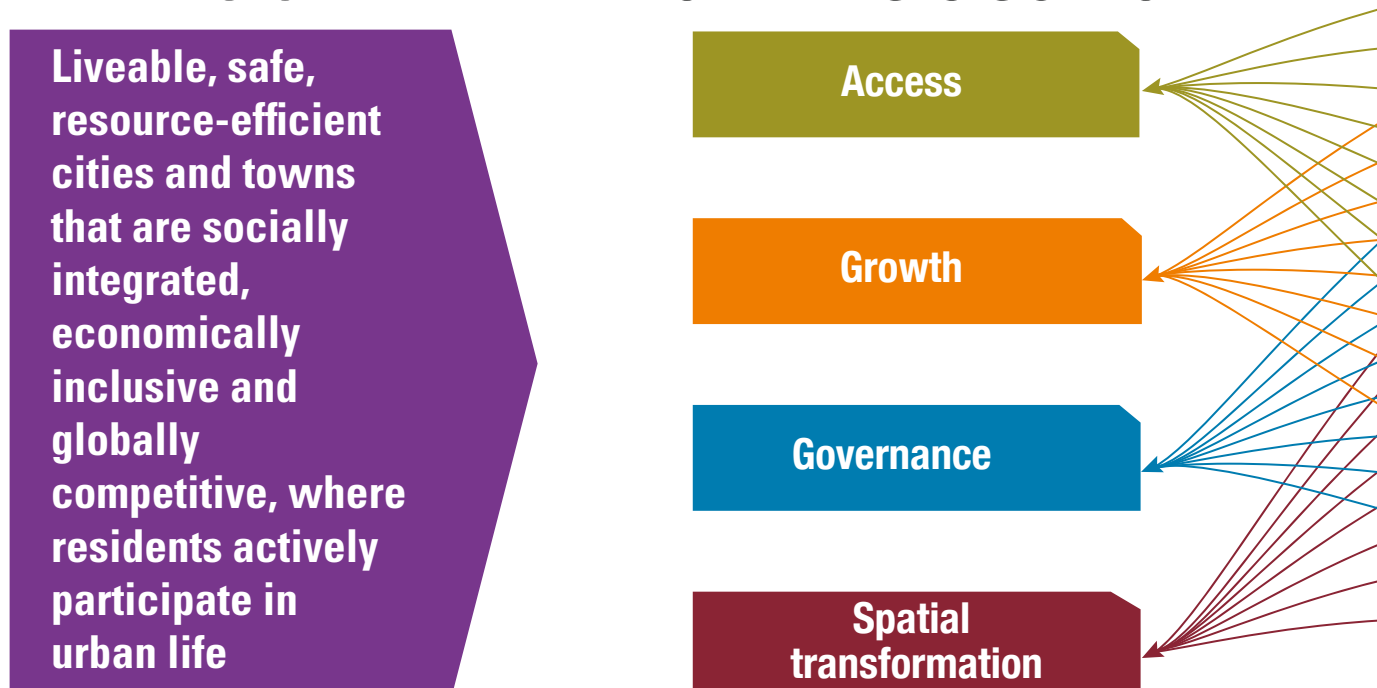 Liveable, safe,
resource-efficient
cities and towns
that are socially
integrated,
economically
inclusive and
globally
competitive, where
residents actively
participate in
urban life
Access
Growth
Governance
Spatial
transformation